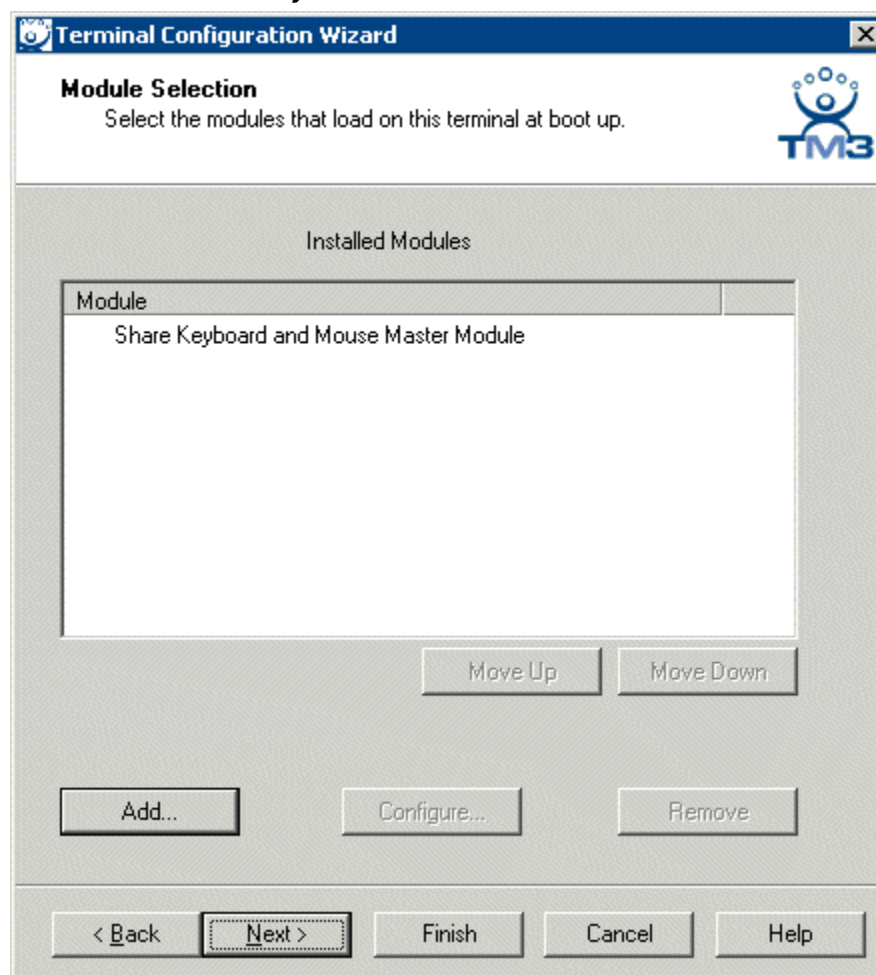 Terminal Configuration Wizard
Module Selection
Select the modules that load on this terminal at boot up.
TM3
Installed Modules
Module
Share Keyboard and Mouse Master Module
Move Up
Move Down
Add...
Configure...
Remove
< Back
Next >
Finish
Cancel
Help